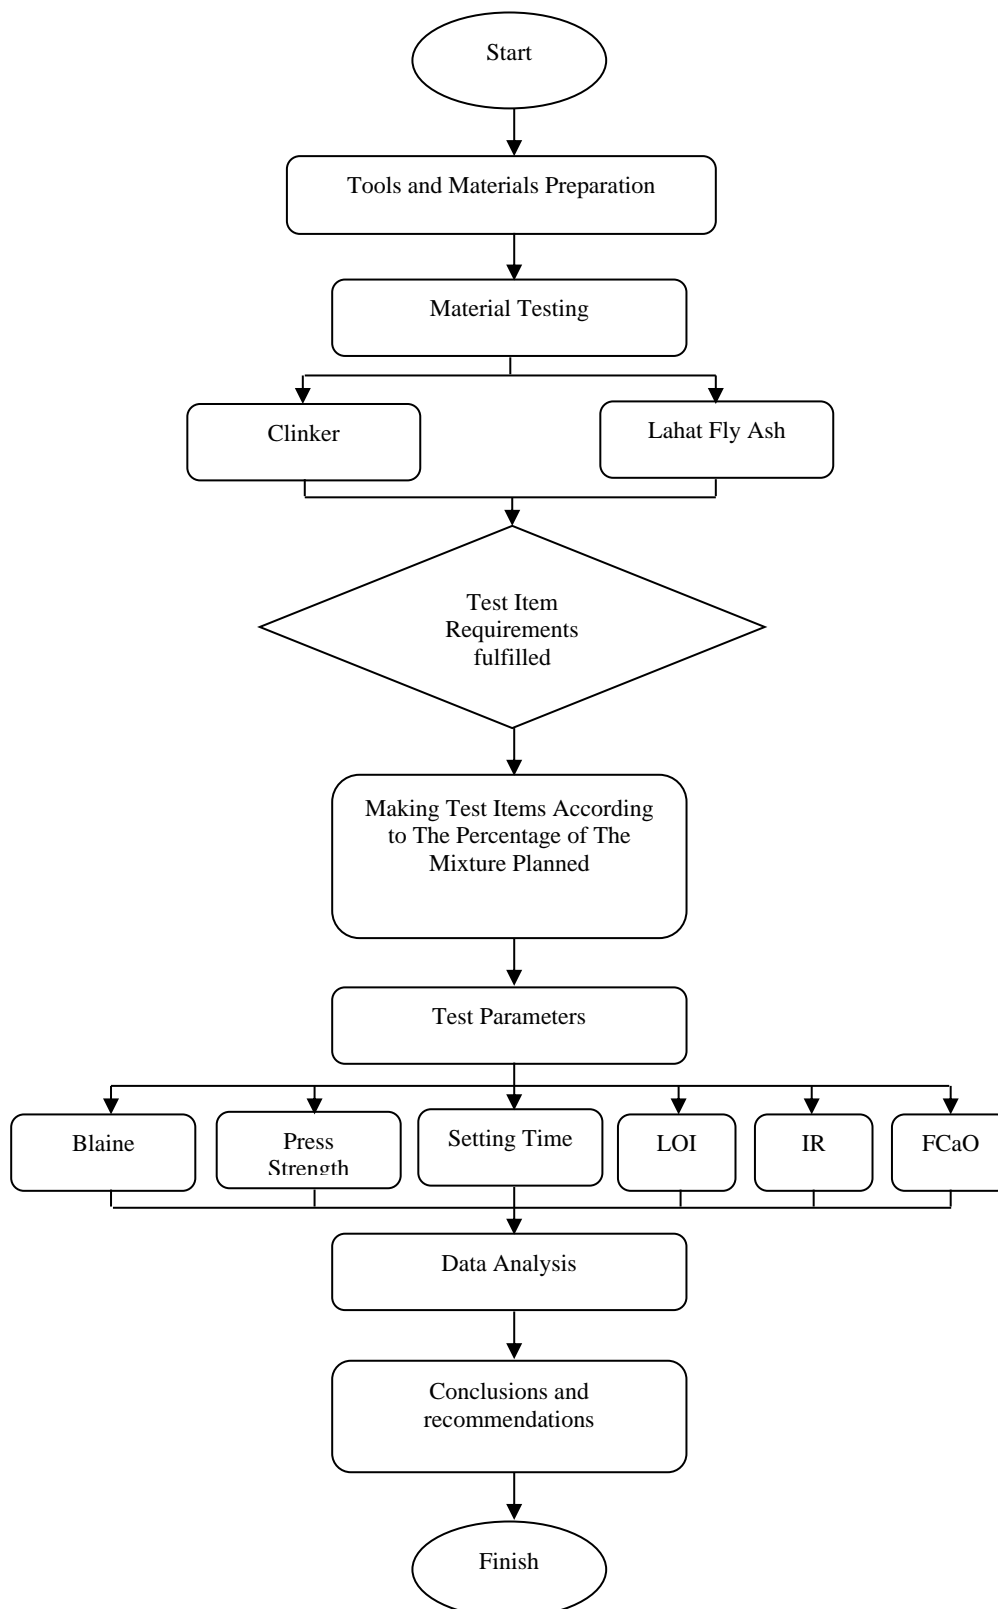 Start
Tools and Materials Preparation
Material Testing
Clinker
Lahat Fly Ash
Test Item
Requirements
fulfilled
Making Test Items According
to The Percentage of The
Mixture Planned
Test Parameters
Blaine
Press
Strength
Setting Time
LOI
IR
FCaO
Data Analysis
Conclusions and
recommendations
Finish